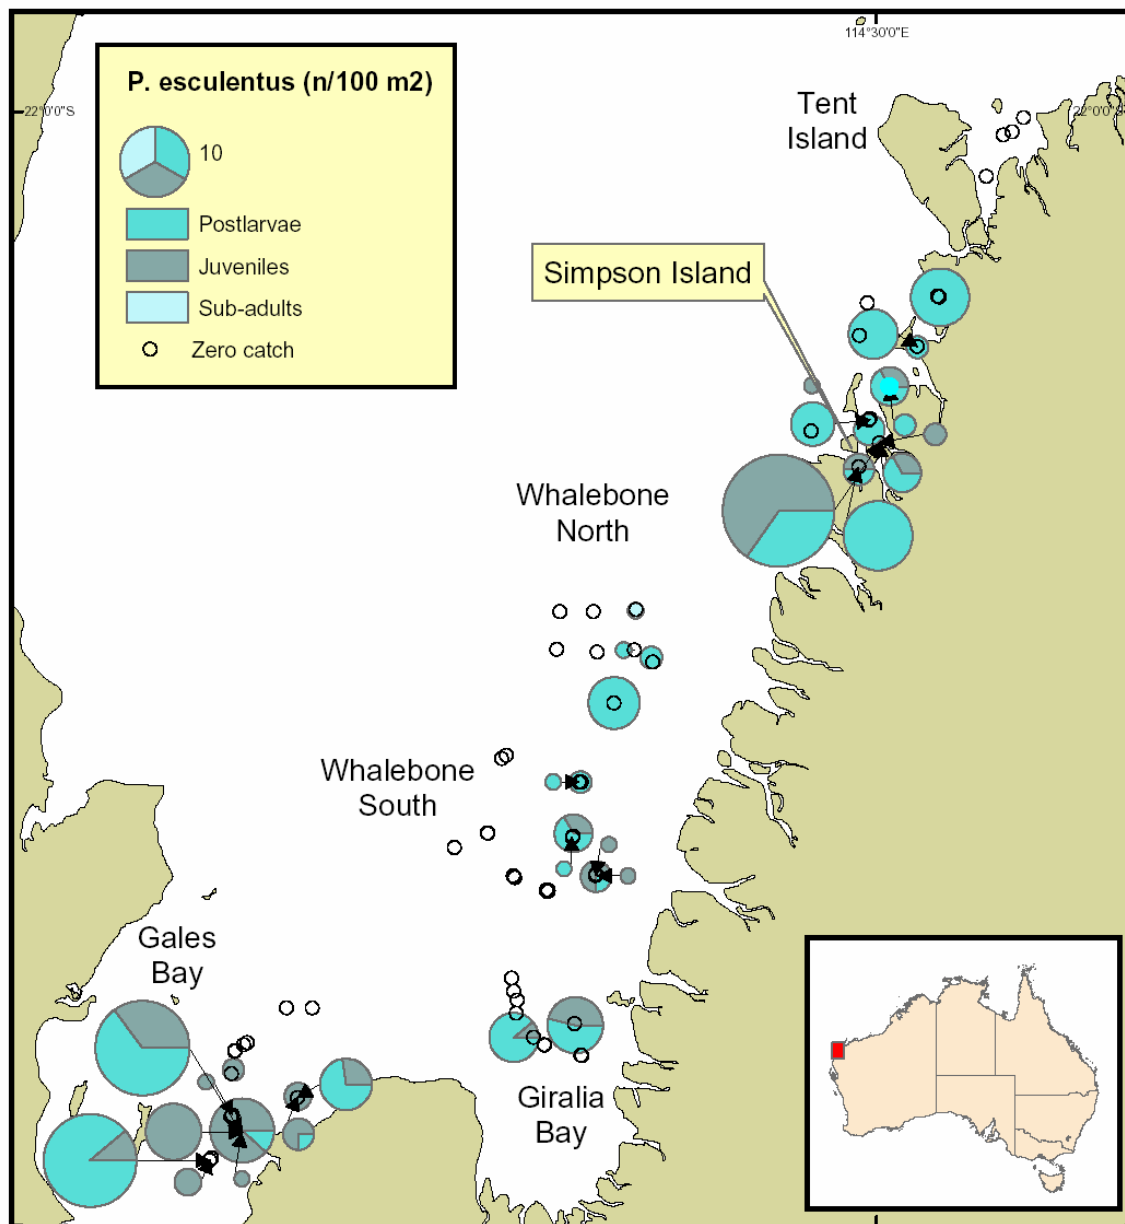 114°30'0"E
P. esculentus (n/100 m2)
10
Postlarvae
Juveniles
Sub-adults
Zero catch
22°0'0"S
22°0'0"S
Tent
Island
Simpson Island
Whalebone
North
Whalebone
South
Gales
Bay
Giralia
Bay